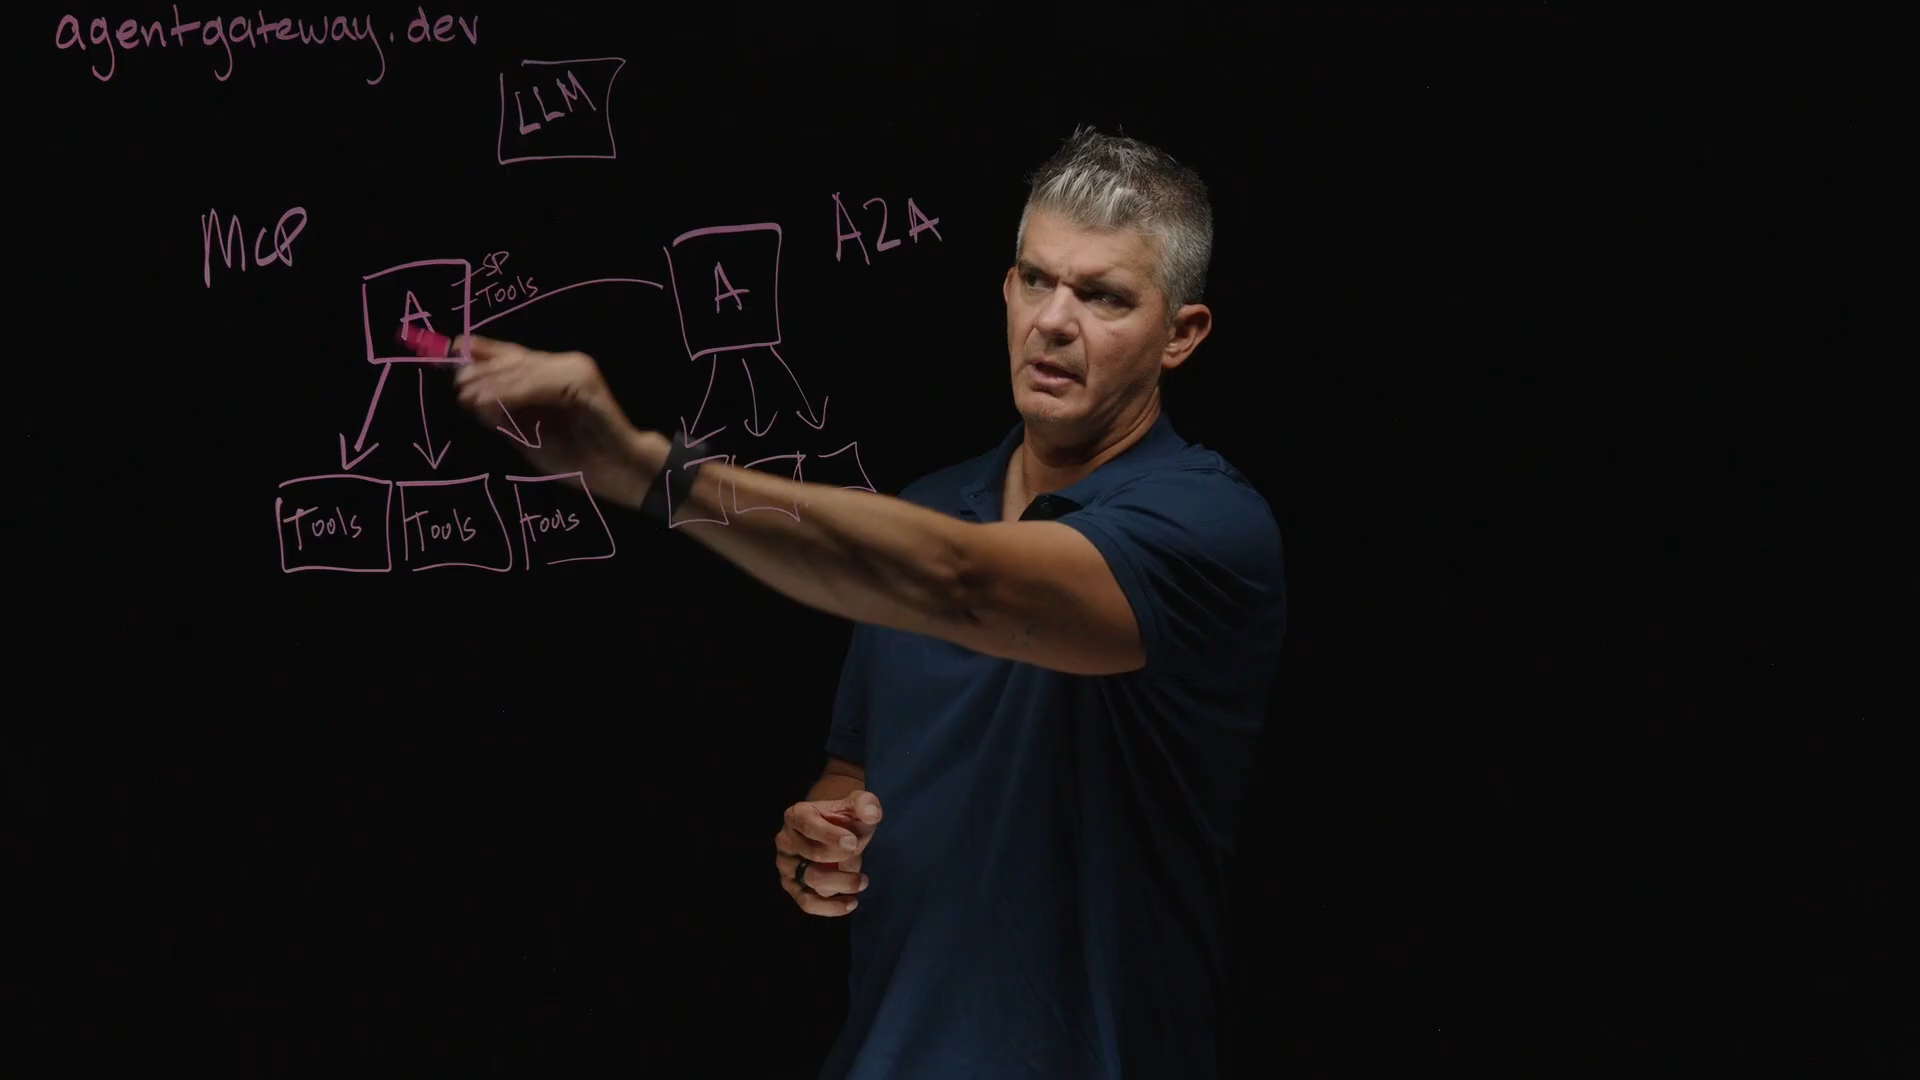 agentgateway.dev
LLM
MCP
A2A
A
SP
Tools
A
Tools
Tools
Tools